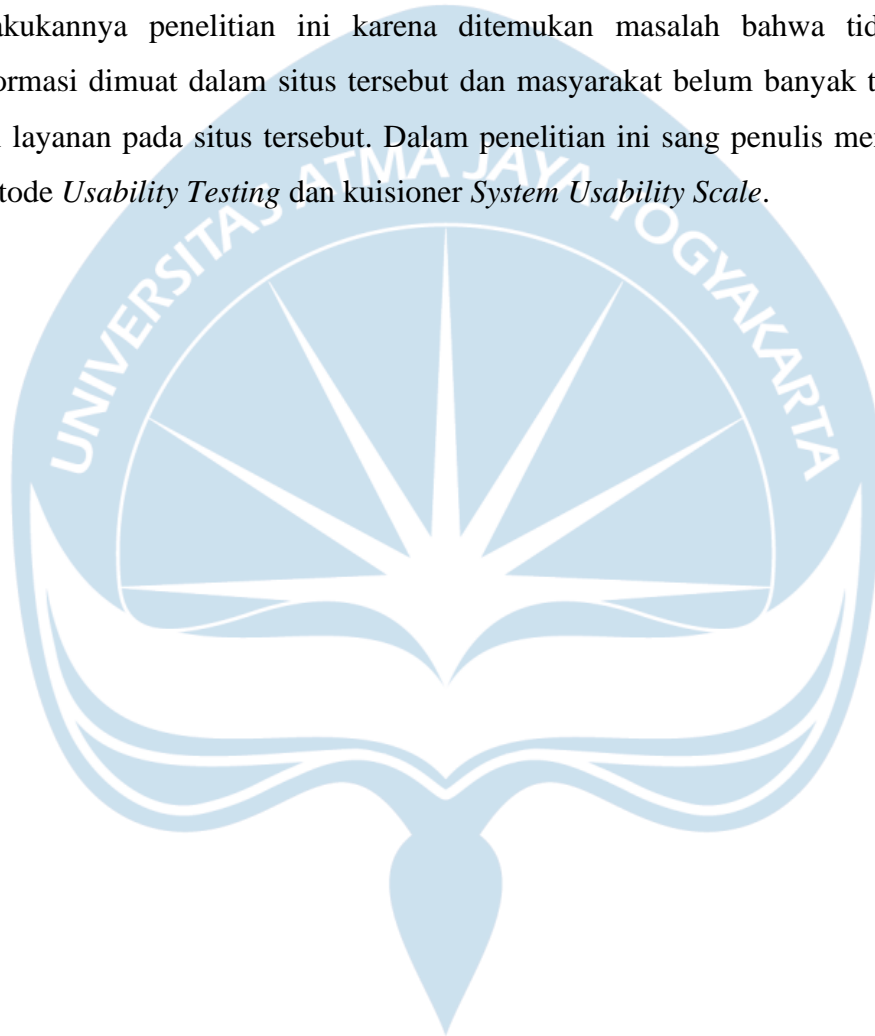 akukannya penelitian ini karena ditemukan masalah bahwa tid
ormasi dimuat dalam situs tersebut dan masyarakat belum banyak t
layanan pada situs tersebut. Dalam penelitian ini sang penulis me
tode Usability Testing dan kuisioner System Usability Scale.
UNIVERSITAS ATMA JAYA YOGYAKARTA